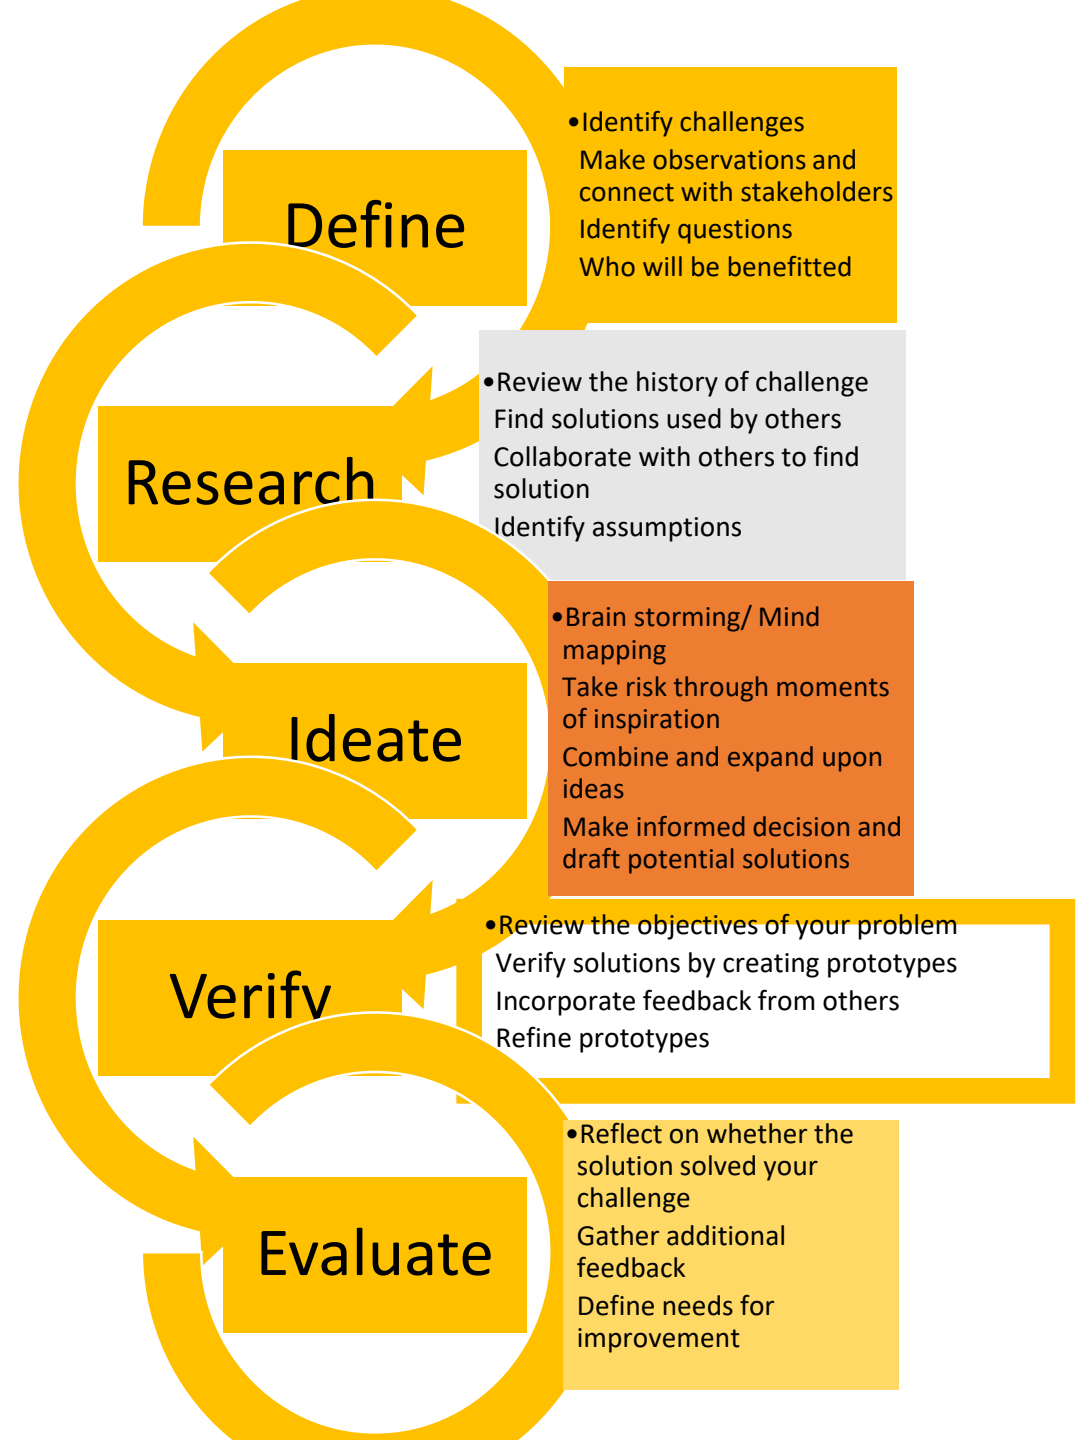 Define
•Identify challenges
Make observations and
connect with stakeholders
Identify questions
Who will be benefitted
Research
•Review the history of challenge
Find solutions used by others
Collaborate with others to find
solution
Identify assumptions
Ideate
•Brain storming/ Mind
mapping
Take risk through moments
of inspiration
Combine and expand upon
ideas
Make informed decision and
draft potential solutions
Verify
•Review the objectives of your problem
Verify solutions by creating prototypes
Incorporate feedback from others
Refine prototypes
Evaluate
•Reflect on whether the
solution solved your
challenge
Gather additional
feedback
Define needs for
improvement